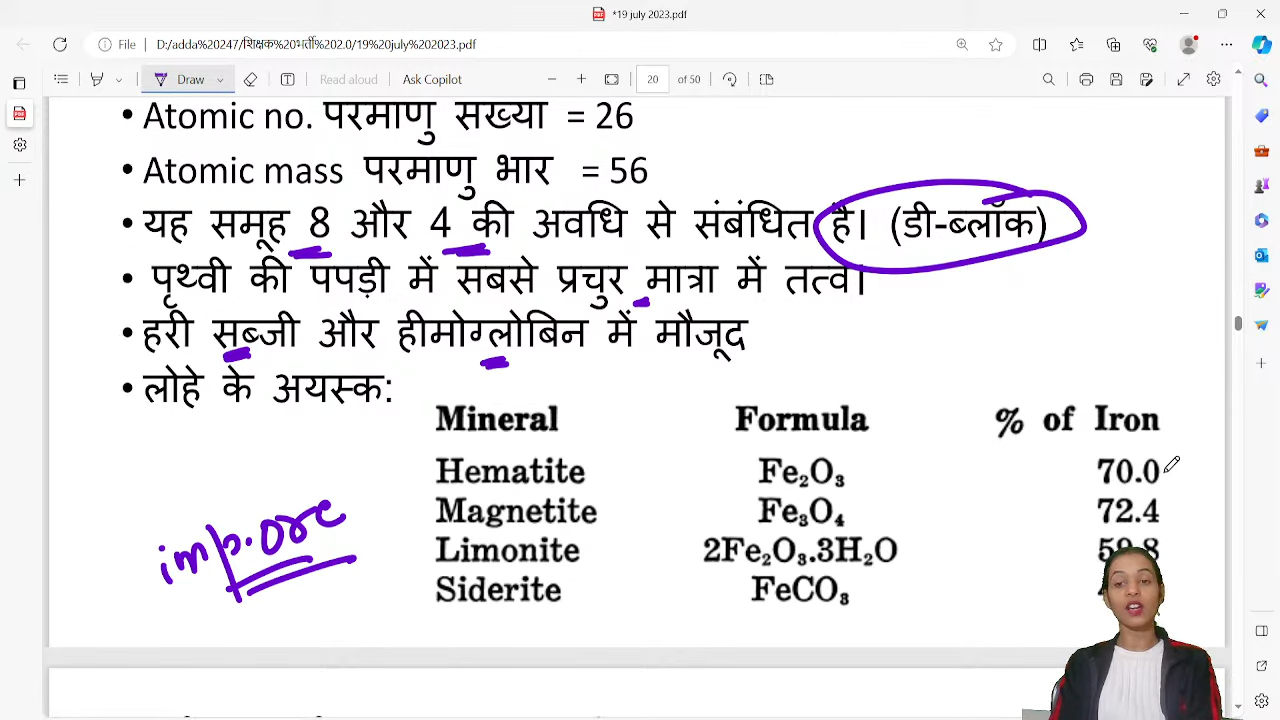 *19 july 2023.pdf
File D:/adda%20247/शिक्षक%20भर्ती%202.0/19%20july%202023.pdf
Draw Read aloud Ask Copilot 20 of 50
• Atomic no. परमाणु सख्या = 26
• Atomic mass परमाणु भार = 56
• यह समूह 8 और 4 की अवधि से संबंधित है। (डी-ब्लॉक)
• पृथ्वी की पपड़ी में सबसे प्रचुर मात्रा में तत्व।
• हरी सब्जी और हीमोग्लोबिन में मौजूद
• लोहे के अयस्क:
Mineral Formula % of Iron
Hematite Fe₂O₃ 70.0
Magnetite Fe₃O₄ 72.4
Limonite 2Fe₂O₃.3H₂O
Siderite FeCO₃
imp. ore